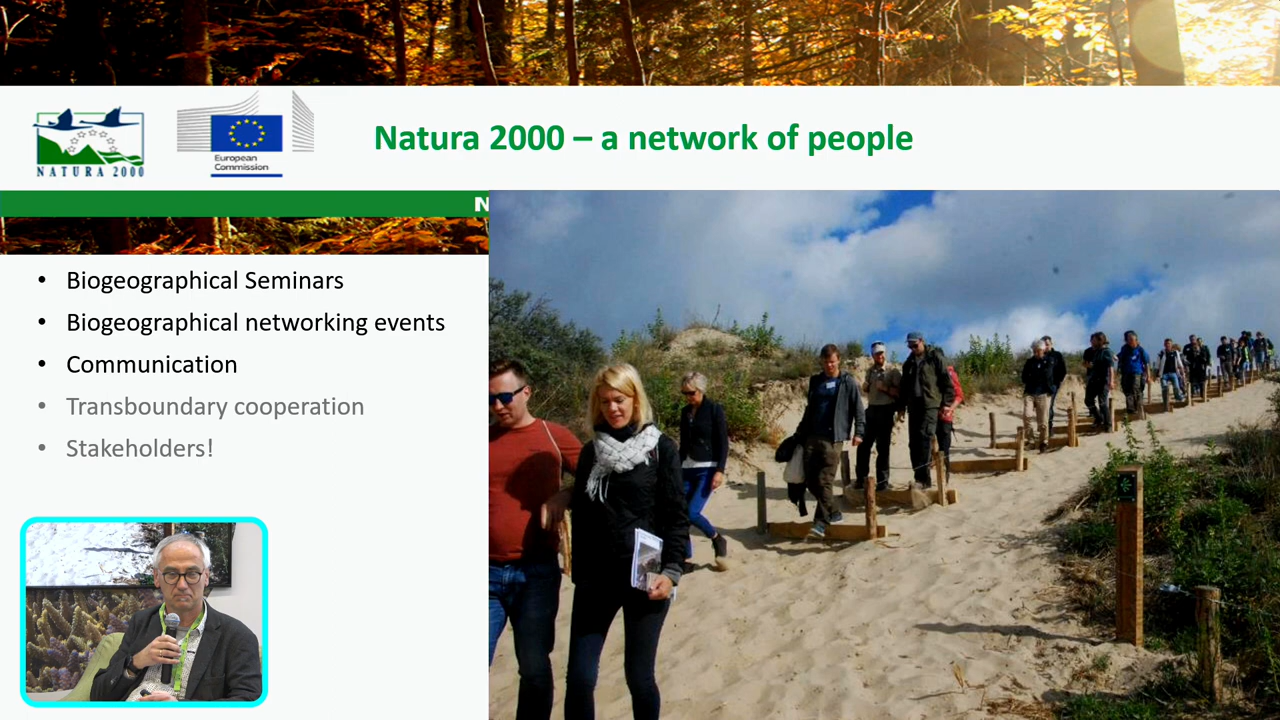 Natura 2000 – a network of people
NATURA 2000
European
Commission
N
• Biogeographical Seminars
• Biogeographical networking events
• Communication
• Transboundary cooperation
• Stakeholders!